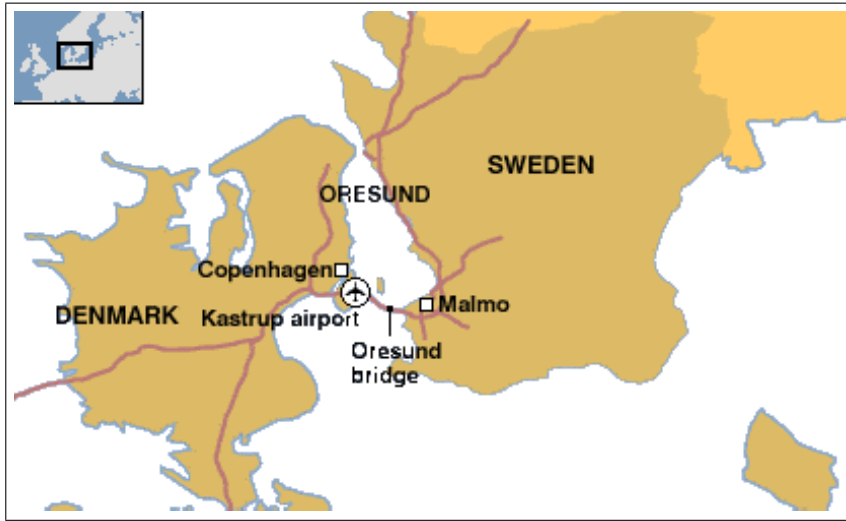 SWEDEN
ORESUND
Copenhagen
DENMARK
Kastrup airport
Malmo
Oresund
bridge